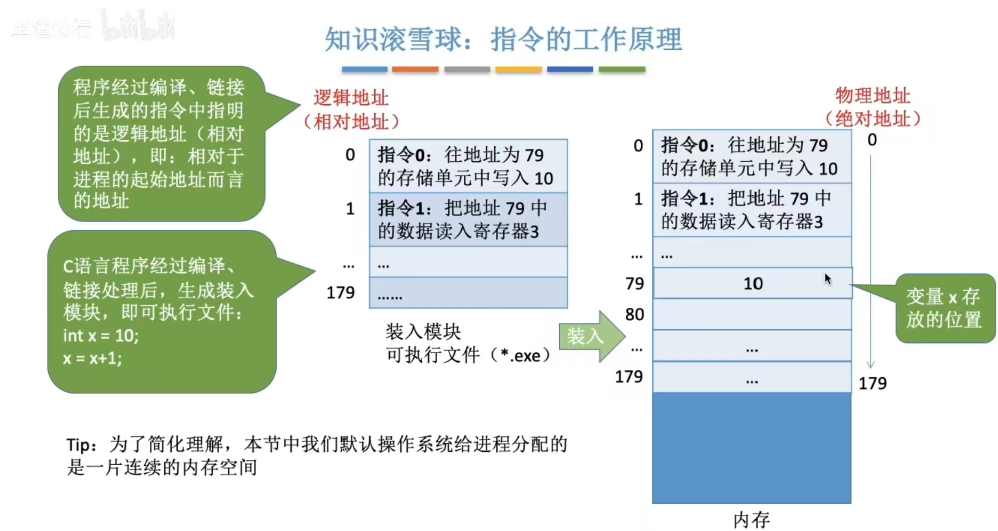 bilibili
知识滚雪球：指令的工作原理
程序经过编译、链接
后生成的指令中指明
的是逻辑地址（相对
地址），即：相对于
进程的起始地址而言
的地址
C语言程序经过编译、
链接处理后，生成装入
模块，即可执行文件：
int x = 10;
x = x+1;
逻辑地址
（相对地址）
0
指令0：往地址为 79
的存储单元中写入 10
1
指令1：把地址 79 中
的数据读入寄存器3
...
...
179
......
装入模块
可执行文件（*.exe）
装入
物理地址
（绝对地址）
0
指令0：往地址为 79
的存储单元中写入 10
0
1
指令1：把地址 79 中
的数据读入寄存器3
...
...
79
10
80
...
...
179
...
179
变量 x 存
放的位置
内存
Tip：为了简化理解，本节中我们默认操作系统给进程分配的
是一片连续的内存空间